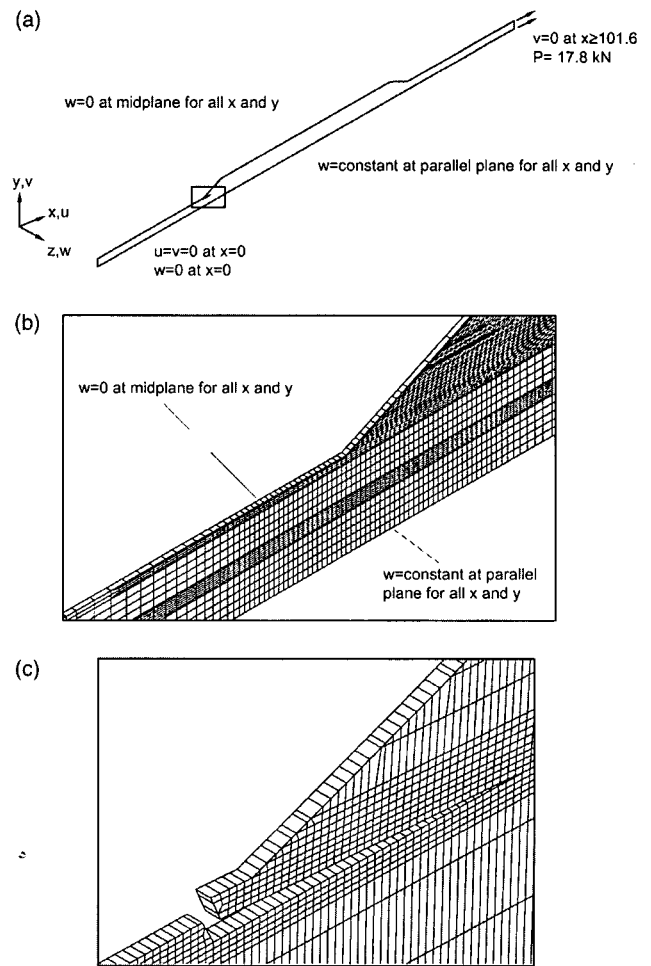 (a)
v=0 at x≥101.6
P= 17.8 kN
w=0 at midplane for all x and y
w=constant at parallel plane for all x and y
y,v
x,u
z,w
u=v=0 at x=0
w=0 at x=0
(b)
w=0 at midplane for all x and y
w=constant at parallel
plane for all x and y
(c)